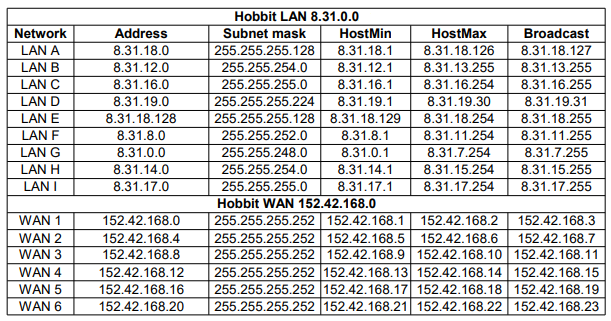 Hobbit LAN 8.31.0.0
Network Address Subnet mask HostMin HostMax Broadcast
LAN A 8.31.18.0 255.255.255.128 8.31.18.1 8.31.18.126 8.31.18.127
LAN B 8.31.12.0 255.255.254.0 8.31.12.1 8.31.13.255 8.31.13.255
LAN C 8.31.16.0 255.255.255.0 8.31.16.1 8.31.16.254 8.31.16.255
LAN D 8.31.19.0 255.255.255.224 8.31.19.1 8.31.19.30 8.31.19.31
LAN E 8.31.18.128 255.255.255.128 8.31.18.129 8.31.18.254 8.31.18.255
LAN F 8.31.8.0 255.255.252.0 8.31.8.1 8.31.11.254 8.31.11.255
LAN G 8.31.0.0 255.255.248.0 8.31.0.1 8.31.7.254 8.31.7.255
LAN H 8.31.14.0 255.255.254.0 8.31.14.1 8.31.15.254 8.31.15.255
LAN I 8.31.17.0 255.255.255.0 8.31.17.1 8.31.17.254 8.31.17.255
Hobbit WAN 152.42.168.0
WAN 1 152.42.168.0 255.255.255.252 152.42.168.1 152.42.168.2 152.42.168.3
WAN 2 152.42.168.4 255.255.255.252 152.42.168.5 152.42.168.6 152.42.168.7
WAN 3 152.42.168.8 255.255.255.252 152.42.168.9 152.42.168.10 152.42.168.11
WAN 4 152.42.168.12 255.255.255.252 152.42.168.13 152.42.168.14 152.42.168.15
WAN 5 152.42.168.16 255.255.255.252 152.42.168.17 152.42.168.18 152.42.168.19
WAN 6 152.42.168.20 255.255.255.252 152.42.168.21 152.42.168.22 152.42.168.23